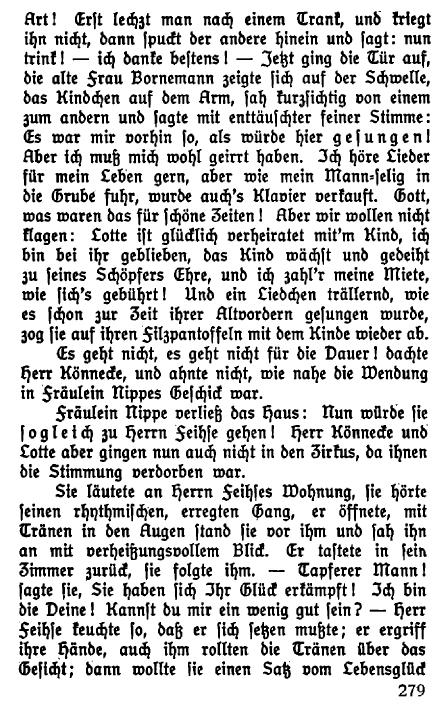 Art! Erst lechzt man nach einem Trank, und kriegt
ihn nicht, dann spuckt der andere hinein und sagt: nun
trink! — ich danke bestens! — Jetzt ging die Tür auf,
die alte Frau Bornemann zeigte sich auf der Schwelle,
das Kindchen auf dem Arm, sah kurzsichtig von einem
zum andern und sagte mit enttäuschter feiner Stimme:
Es war mir vorhin so, als würde hier gesungen!
Aber ich muß mich wohl geirrt haben. Ich höre Lieder
für mein Leben gern, aber wie mein Mann-selig in
die Grube fuhr, wurde auch's Klavier verkauft. Gott,
was waren das für schöne Zeiten! Aber wir wollen nicht
klagen: Lotte ist glücklich verheiratet mit'm Kind, ich
bin bei ihr geblieben, das Kind wächst und gedeiht
zu seines Schöpfers Ehre, und ich zahl'r meine Miete,
wie sich's gebührt! Und ein Liedchen trällernd, wie
es schon zur Zeit ihrer Altvordern gesungen wurde,
zog sie auf ihren Filzpantoffeln mit dem Kinde wieder ab.
Es geht nicht, es geht nicht für die Dauer! dachte
Herr Könnecke, und ahnte nicht, wie nahe die Wendung
in Fräulein Nippes Geschick war.
Fräulein Nippe verließ das Haus: Nun würde sie
sogleich zu Herrn Feihse gehen! Herr Könnecke und
Lotte aber gingen nun auch nicht in den Zirkus, da ihnen
die Stimmung verdorben war.
Sie läutete an Herrn Feihses Wohnung, sie hörte
seinen rhythmischen, erregten Gang, er öffnete, mit
Tränen in den Augen stand sie vor ihm und sah ihn
an mit verheißungsvollem Blick. Er tastete in sein
Zimmer zurück, sie folgte ihm. — Tapferer Mann!
sagte sie, Sie haben sich Ihr Glück erkämpft! Ich bin
die Deine! Kannst du mir ein wenig gut sein? — Herr
Feihse keuchte so, daß er sich setzen mußte; er ergriff
ihre Hände, auch ihm rollten die Tränen über das
Gesicht; dann wollte sie einen Satz vom Lebensglück
279